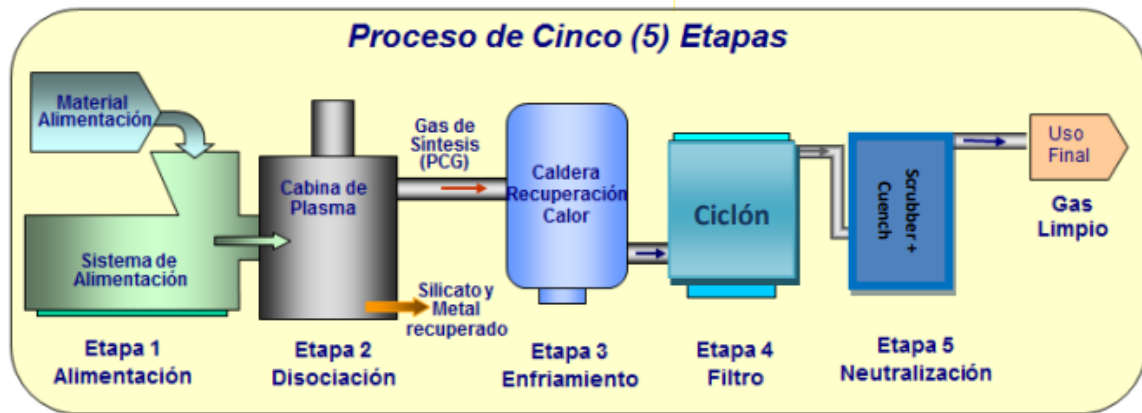 Proceso de Cinco (5) Etapas
Material
Alimentación
Sistema de
Alimentación
Etapa 1
Alimentación
Cabina de
Plasma
Silicato y
Metal
recuperado
Etapa 2
Disociación
Gas de
Síntesis
(PCG)
Caldera
Recuperación
Calor
Etapa 3
Enfriamiento
Ciclón
Etapa 4
Filtro
Scrubber +
Cuench
Etapa 5
Neutralización
Uso
Final
Gas
Limpio